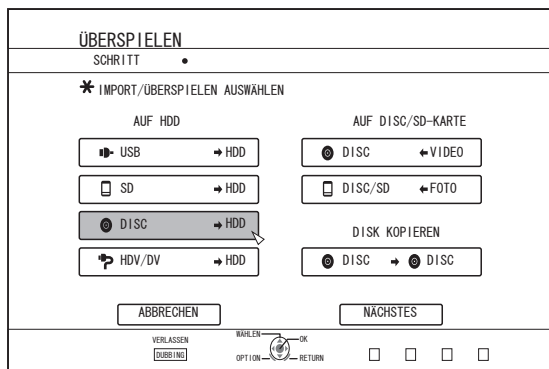 ÜBERSPIELEN
SCHRITT
IMPORT/ÜBERSPIELEN AUSWÄHLEN
AUF HDD
USB → HDD
SD → HDD
DISC → HDD
HDV/DV → HDD
AUF DISC/SD-KARTE
DISC ← VIDEO
DISC/SD ← FOTO
DISK KOPIEREN
DISC → DISC
ABBRECHEN
NÄCHSTES
VERLASSEN
DUBBING
WÄHLEN
OK
OPTION
RETURN